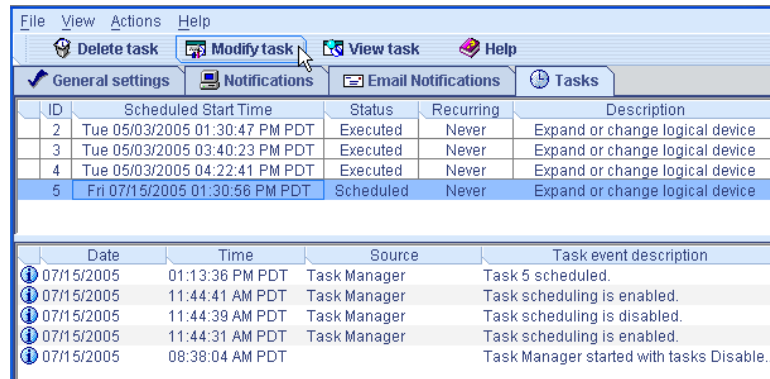 File View Actions Help
Delete task Modify task View task Help
General settings Notifications Email Notifications Tasks
ID Scheduled Start Time Status Recurring Description
2 Tue 05/03/2005 01:30:47 PM PDT Executed Never Expand or change logical device
3 Tue 05/03/2005 03:40:23 PM PDT Executed Never Expand or change logical device
4 Tue 05/03/2005 04:22:41 PM PDT Executed Never Expand or change logical device
5 Fri 07/15/2005 01:30:56 PM PDT Scheduled Never Expand or change logical device
Date Time Source Task event description
07/15/2005 01:13:36 PM PDT Task Manager Task 5 scheduled.
07/15/2005 11:44:41 AM PDT Task Manager Task scheduling is enabled.
07/15/2005 11:44:39 AM PDT Task Manager Task scheduling is disabled.
07/15/2005 11:44:31 AM PDT Task Manager Task scheduling is enabled.
07/15/2005 08:38:04 AM PDT Task Manager started with tasks Disable.